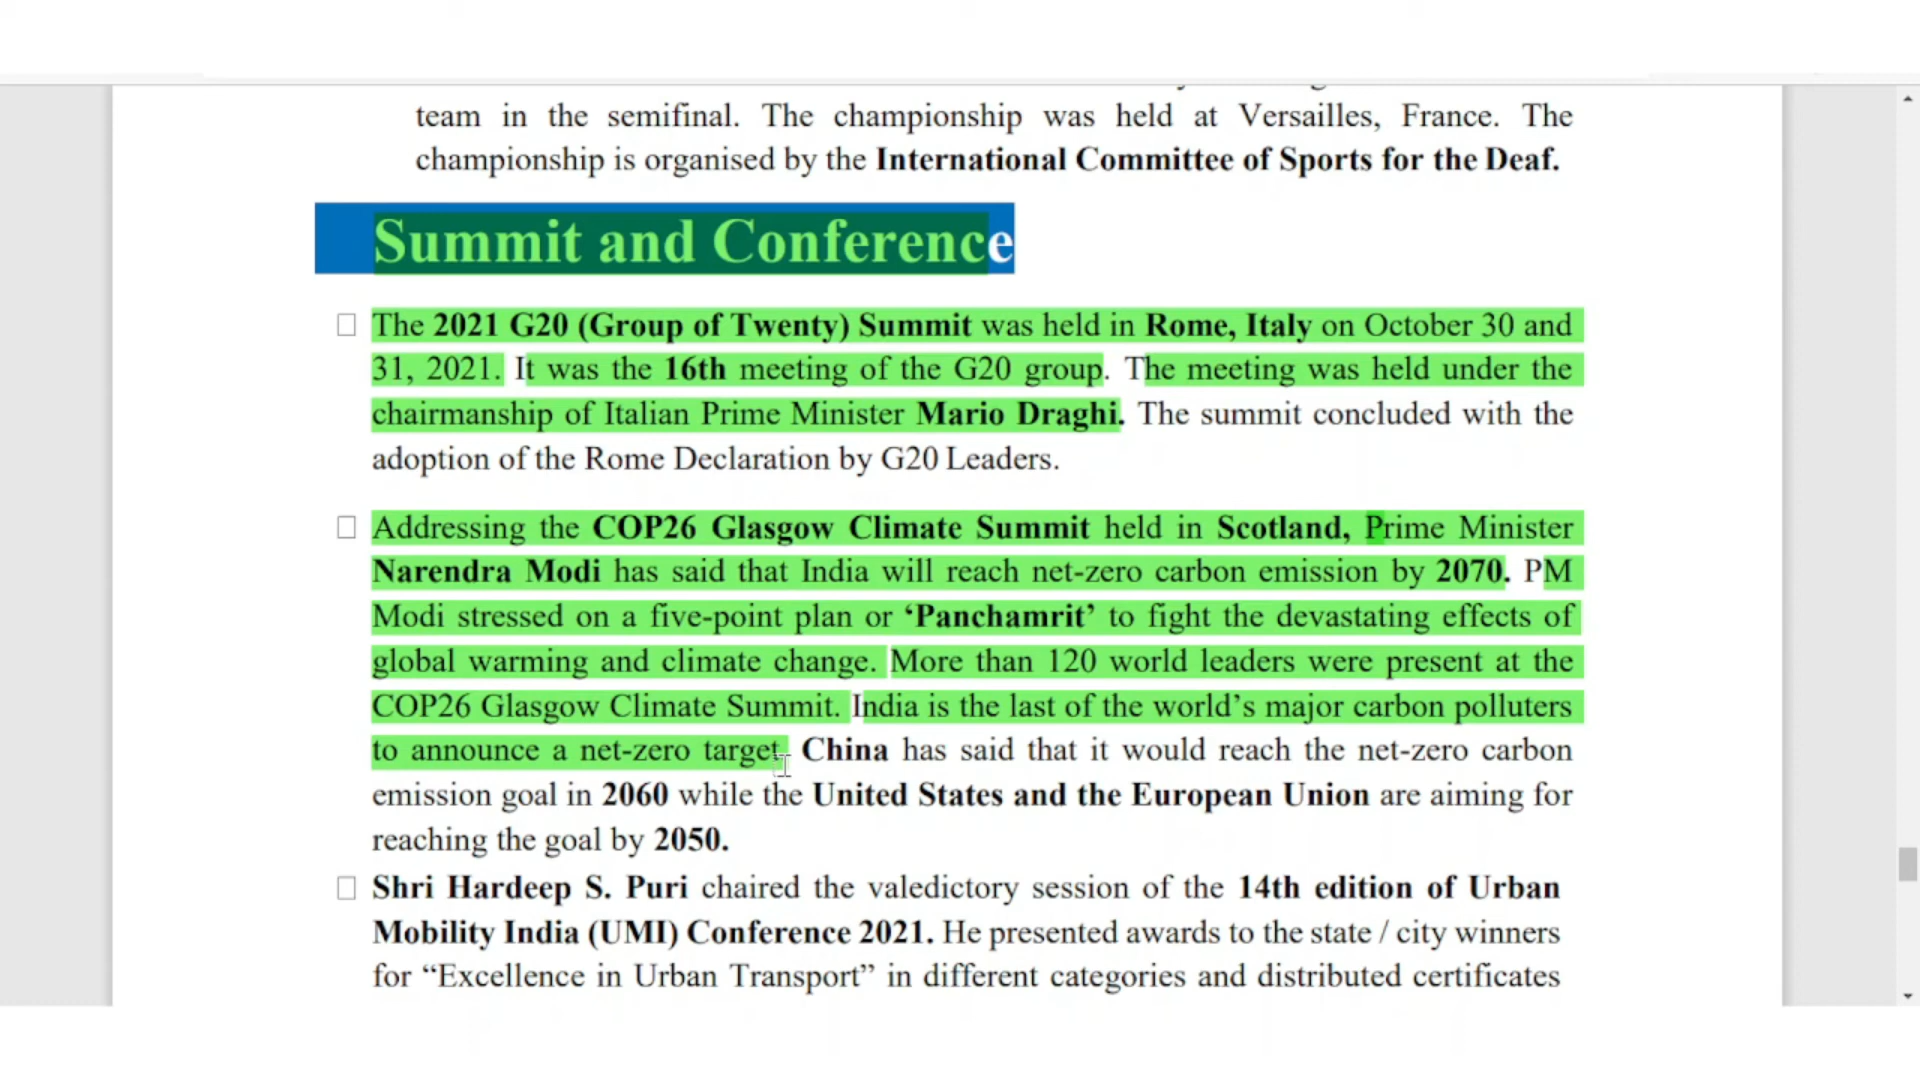 team in the semifinal. The championship was held at Versailles, France. The
championship is organised by the International Committee of Sports for the Deaf.
Summit and Conference
The 2021 G20 (Group of Twenty) Summit was held in Rome, Italy on October 30 and
31, 2021. It was the 16th meeting of the G20 group. The meeting was held under the
chairmanship of Italian Prime Minister Mario Draghi. The summit concluded with the
adoption of the Rome Declaration by G20 Leaders.
Addressing the COP26 Glasgow Climate Summit held in Scotland, Prime Minister
Narendra Modi has said that India will reach net-zero carbon emission by 2070. PM
Modi stressed on a five-point plan or ‘Panchamrit’ to fight the devastating effects of
global warming and climate change. More than 120 world leaders were present at the
COP26 Glasgow Climate Summit. India is the last of the world’s major carbon polluters
to announce a net-zero target. China has said that it would reach the net-zero carbon
emission goal in 2060 while the United States and the European Union are aiming for
reaching the goal by 2050.
Shri Hardeep S. Puri chaired the valedictory session of the 14th edition of Urban
Mobility India (UMI) Conference 2021. He presented awards to the state / city winners
for “Excellence in Urban Transport” in different categories and distributed certificates